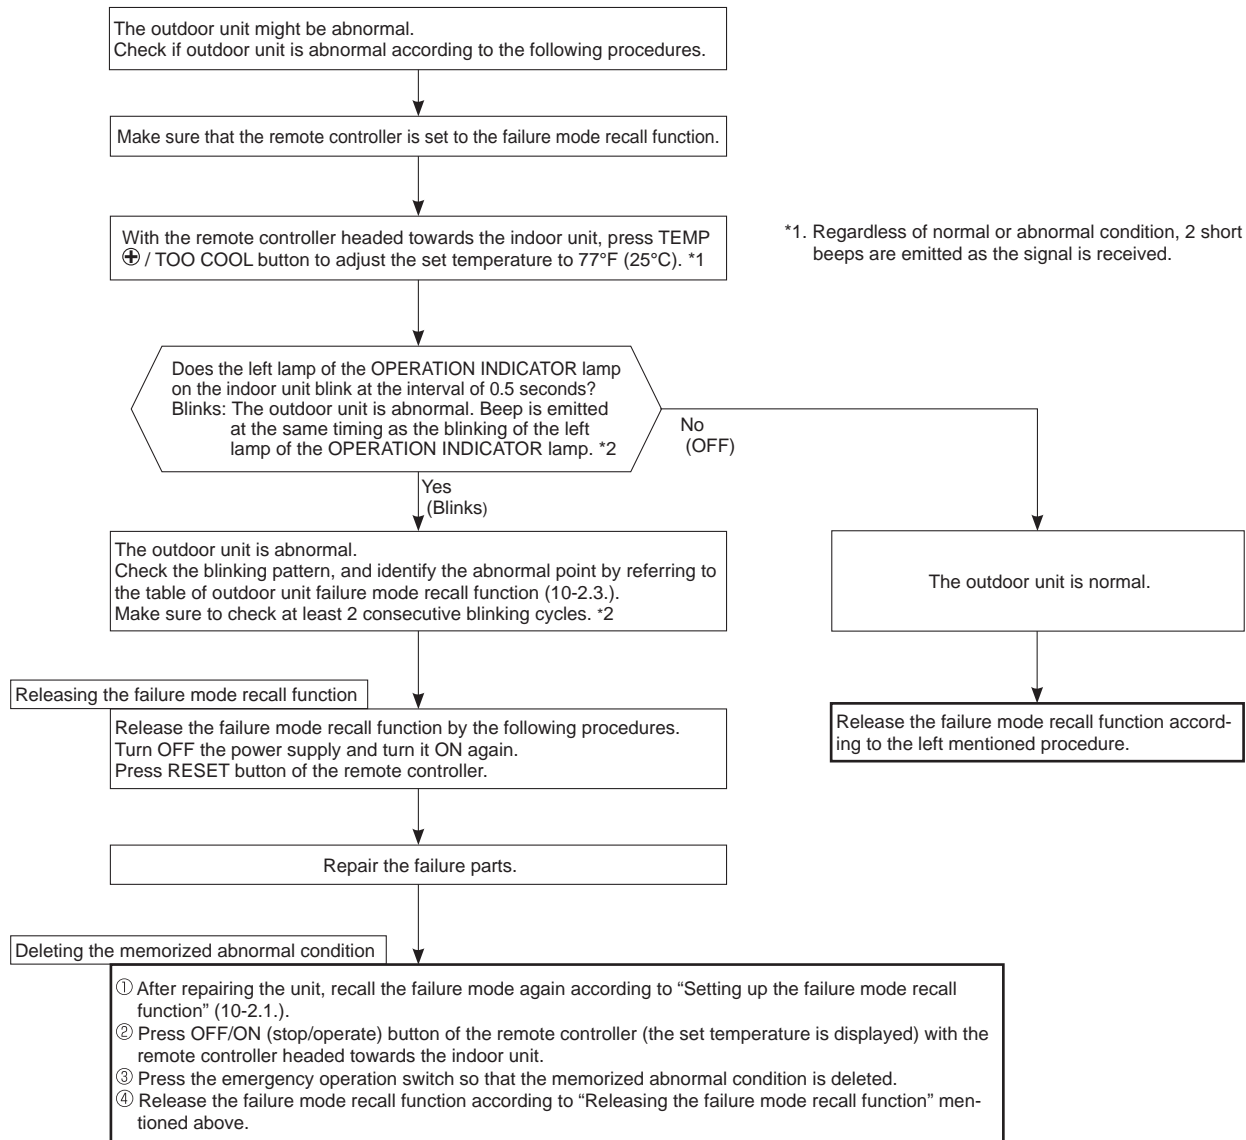 The outdoor unit might be abnormal.
Check if outdoor unit is abnormal according to the following procedures.
Make sure that the remote controller is set to the failure mode recall function.
With the remote controller headed towards the indoor unit, press TEMP
⊕ / TOO COOL button to adjust the set temperature to 77°F (25°C). *1
*1. Regardless of normal or abnormal condition, 2 short
beeps are emitted as the signal is received.
Does the left lamp of the OPERATION INDICATOR lamp
on the indoor unit blink at the interval of 0.5 seconds?
Blinks: The outdoor unit is abnormal. Beep is emitted
at the same timing as the blinking of the left
lamp of the OPERATION INDICATOR lamp. *2
No
(OFF)
Yes
(Blinks)
The outdoor unit is abnormal.
Check the blinking pattern, and identify the abnormal point by referring to
the table of outdoor unit failure mode recall function (10-2.3.).
Make sure to check at least 2 consecutive blinking cycles. *2
The outdoor unit is normal.
Releasing the failure mode recall function
Release the failure mode recall function by the following procedures.
Turn OFF the power supply and turn it ON again.
Press RESET button of the remote controller.
Release the failure mode recall function accord-
ing to the left mentioned procedure.
Repair the failure parts.
Deleting the memorized abnormal condition
① After repairing the unit, recall the failure mode again according to “Setting up the failure mode recall
function” (10-2.1.).
② Press OFF/ON (stop/operate) button of the remote controller (the set temperature is displayed) with the
remote controller headed towards the indoor unit.
③ Press the emergency operation switch so that the memorized abnormal condition is deleted.
④ Release the failure mode recall function according to “Releasing the failure mode recall function” men-
tioned above.